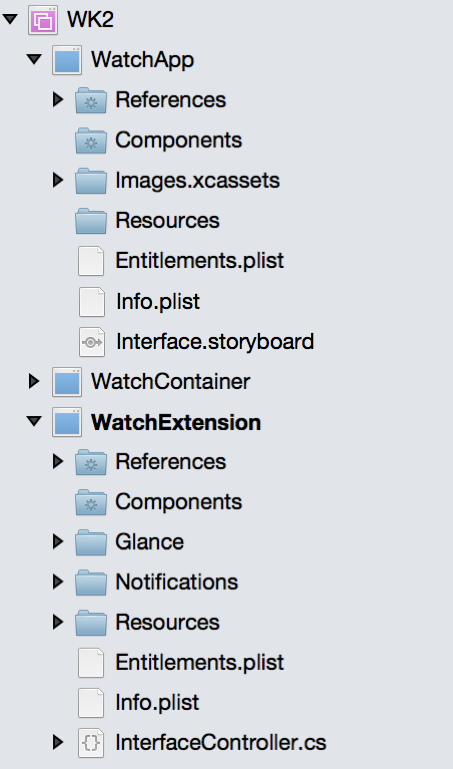 WK2
WatchApp
References
Components
Images.xcassets
Resources
Entitlements.plist
Info.plist
Interface.storyboard
WatchContainer
WatchExtension
References
Components
Glance
Notifications
Resources
Entitlements.plist
Info.plist
InterfaceController.cs